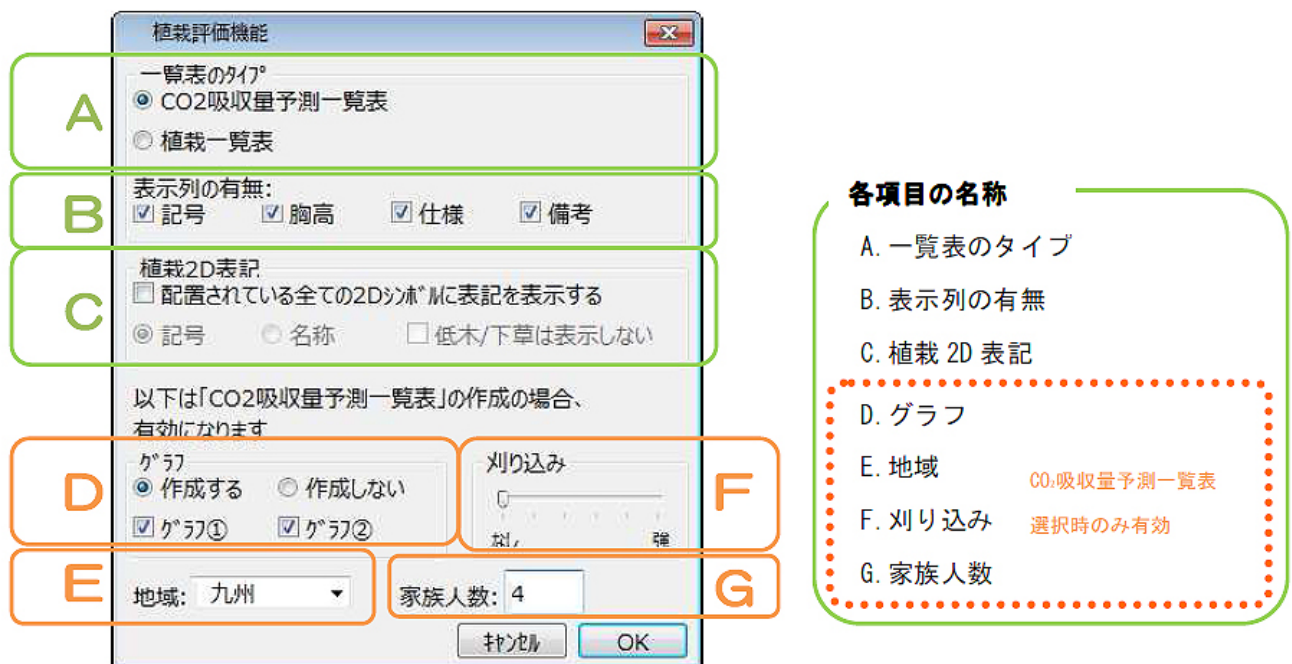 植栽評価機能
A
一覧表のﾀｲﾌﾟ
CO2吸収量予測一覧表
植栽一覧表
B
表示列の有無:
記号 胸高 仕様 備考
C
植栽2D表記
配置されている全ての2Dｼﾝﾎﾞﾙに表記を表示する
記号 名称 低木/下草は表示しない
以下は「CO2吸収量予測一覧表」の作成の場合、
有効になります
D
ｸﾞﾗﾌ
作成する 作成しない
ｸﾞﾗﾌ① ｸﾞﾗﾌ②
刈り込み
なし 強
F
E
地域: 九州
家族人数: 4
G
ｷｬﾝｾﾙ OK
各項目の名称
A. 一覧表のタイプ
B. 表示列の有無
C. 植栽 2D 表記
D. グラフ
E. 地域
F. 刈り込み
G. 家族人数
CO₂吸収量予測一覧表
選択時のみ有効